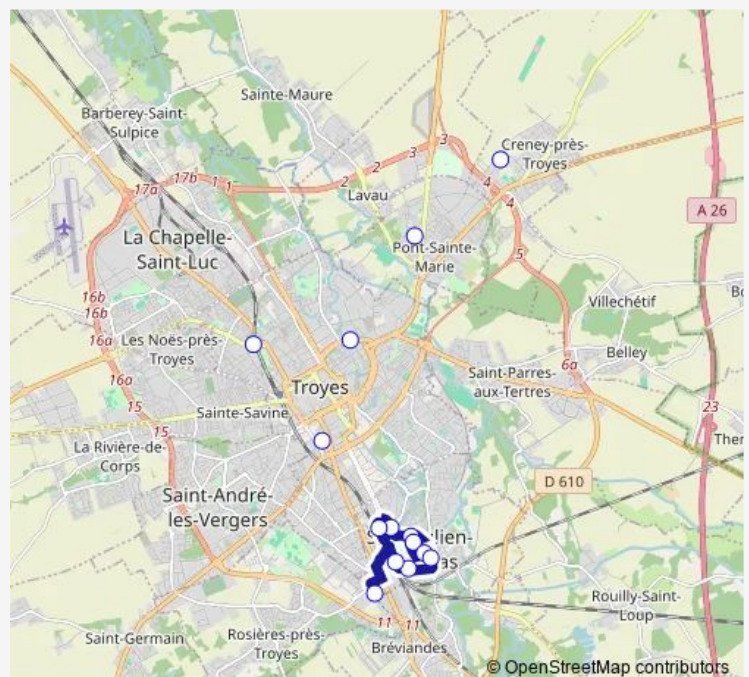 Sainte-Maure
Barberey-Saint-
Sulpice
3
3
Creney-près-
Troyes
2
17a
17b
1
1
2
4
Lavau
4
A 26
La Chapelle-
Saint-Luc
Pont-Sainte-
Marie
5
16b
16b
Villechétif
16a
Les Noës-près-
Troyes
Belley
6a
16a
Troyes
Saint-Parres-
aux-Tertres
15
Sainte-Savine
23
15
La Rivière-de-
Corps
D 610
Saint-André-
les-Vergers
Rouilly-Saint-
Loup
11
11
Saint-Germain
Rosières-près-
Troyes
Bréviandes
© OpenStreetMap contributors